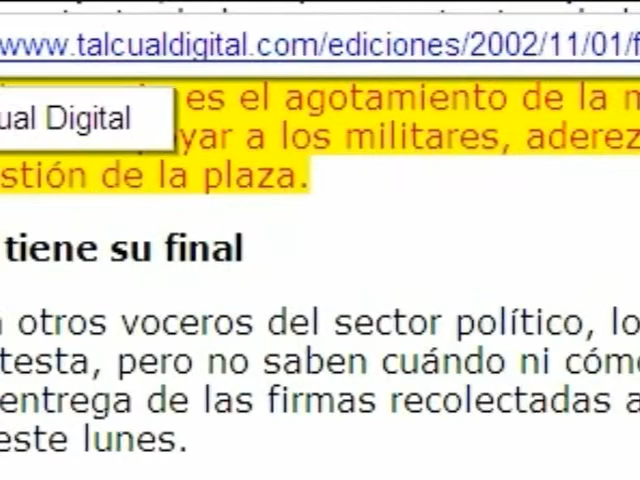 www.talcualdigital.com/ediciones/2002/11/01/f
es el agotamiento de la m
ual Digital
yar a los militares, aderez
stión de la plaza.
tiene su final
otros voceros del sector político, lo
testa, pero no saben cuándo ni cómo
entrega de las firmas recolectadas a
este lunes.